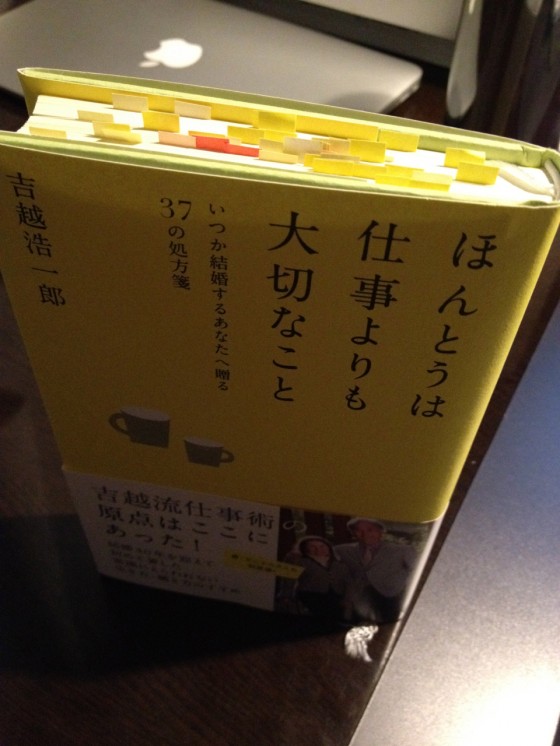 ほんとうは
仕事よりも
大切なこと
いつか結婚するあなたへ贈る
37の処方箋
吉越浩一郎
吉越流仕事術の
原点はここに
あった！